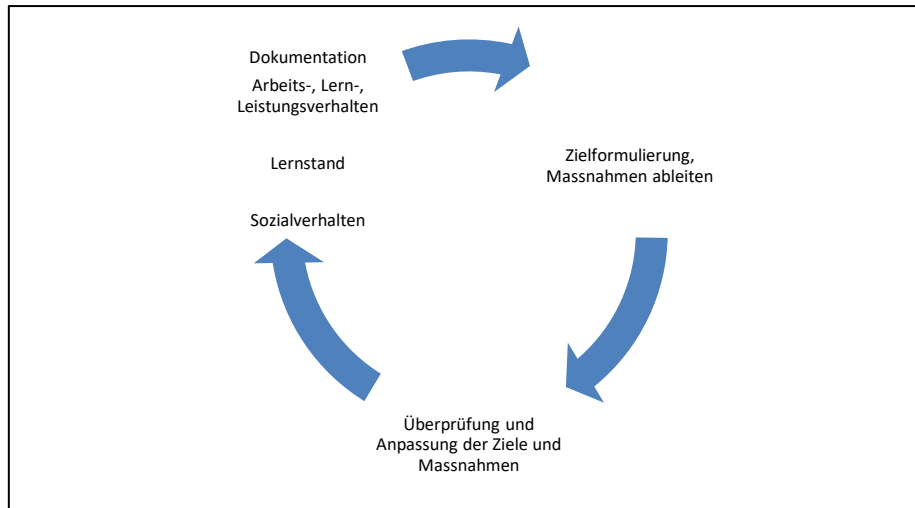 Dokumentation
Arbeits-, Lern-,
Leistungsverhalten
Lernstand
Sozialverhalten
Zielformulierung,
Massnahmen ableiten
Überprüfung und
Anpassung der Ziele und
Massnahmen